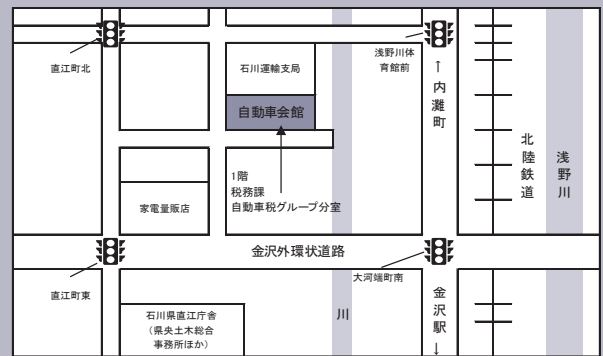 直江町北
石川運輸支局
浅野川体
育館前
↑
内灘町
自動車会館
北陸鉄道
浅野川
1階
税務課
自動車税グループ分室
家電量販店
金沢外環状道路
直江町東
大河端町南
石川県直江庁舎
（県央土木総合
事務所ほか）
川
金沢駅
↓